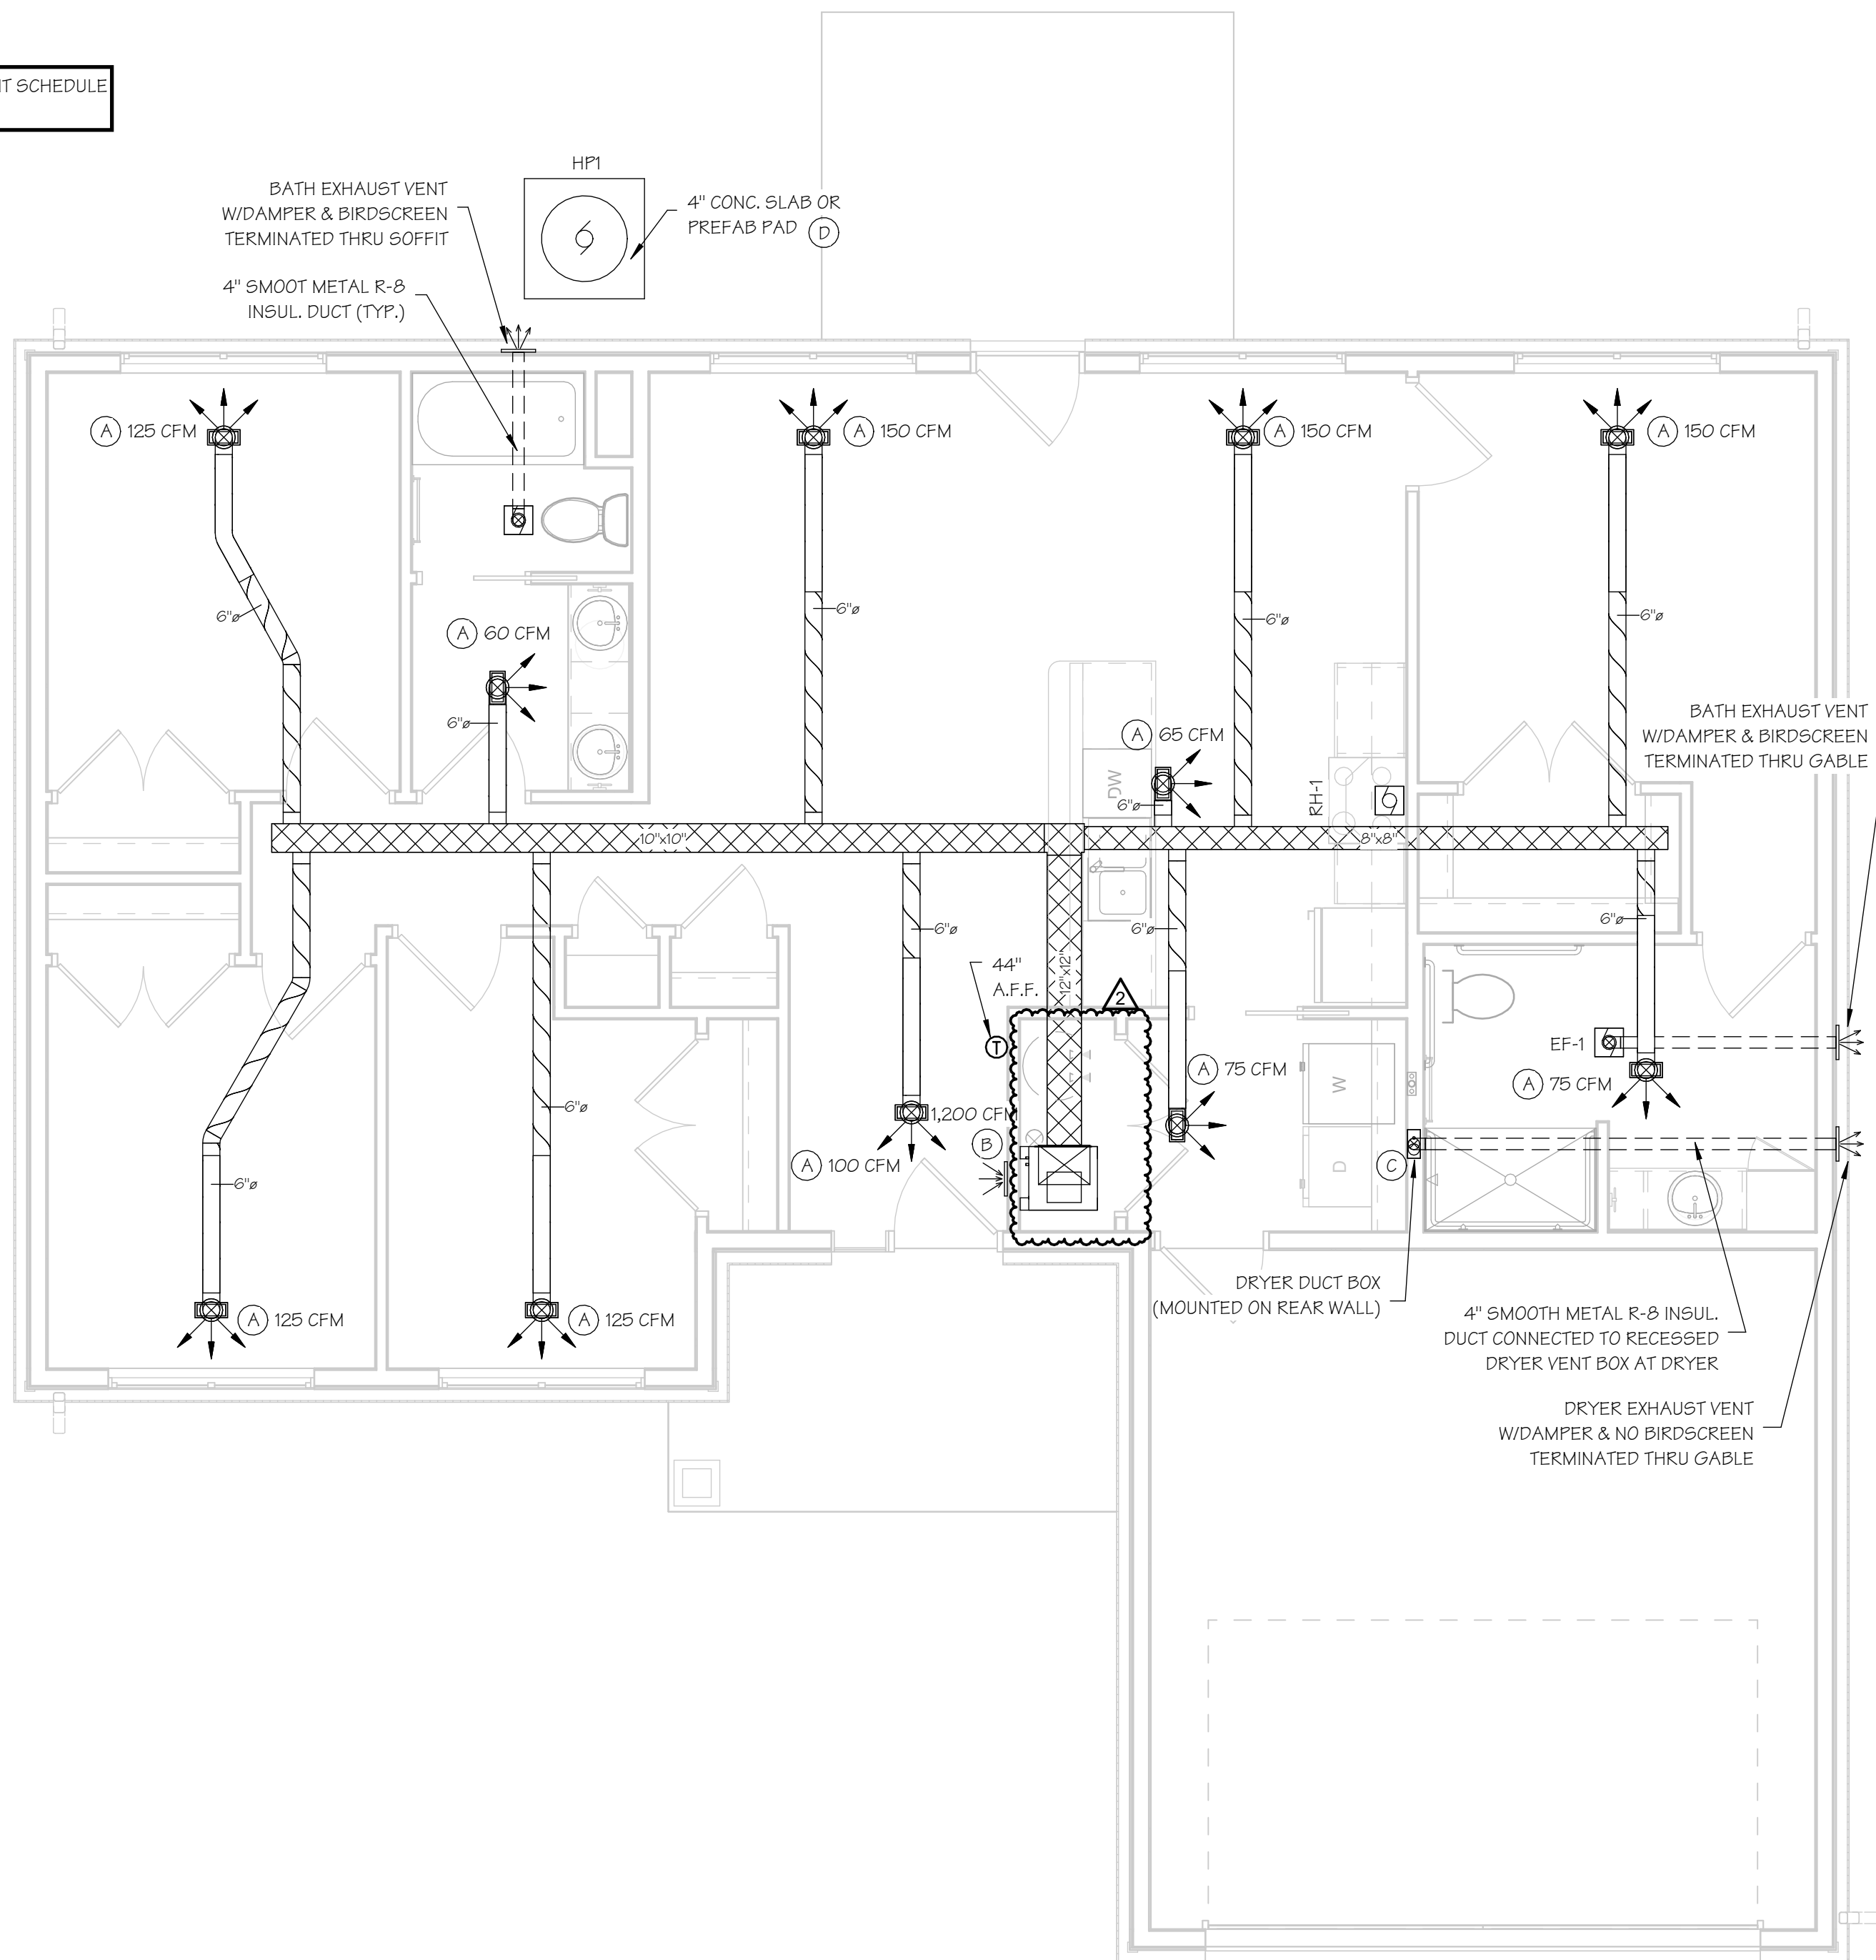 T SCHEDULE
HP1
BATH EXHAUST VENT
W/DAMPER & BIRDSCREEN
TERMINATED THRU SOFFIT
4" CONC. SLAB OR
PREFAB PAD D
4" SMOOT METAL R-8
INSUL. DUCT (TYP.)
A 125 CFM
A 150 CFM
A 150 CFM
A 150 CFM
6"ø
6"ø
6"ø
6"ø
A 60 CFM
6"ø
BATH EXHAUST VENT
W/DAMPER & BIRDSCREEN
TERMINATED THRU GABLE
A 65 CFM
DW
6"ø
RH-1
10"x10"
8"x8"
6"ø
6"ø
6"ø
44"
A.F.F.
12"x12"
2
T
EF-1
A 75 CFM
A 75 CFM
W
6"ø
1,200 CFM
B
A 100 CFM
D
C
6"ø
DRYER DUCT BOX
(MOUNTED ON REAR WALL)
A 125 CFM
A 125 CFM
4" SMOOTH METAL R-8 INSUL.
DUCT CONNECTED TO RECESSED
DRYER VENT BOX AT DRYER
DRYER EXHAUST VENT
W/DAMPER & NO BIRDSCREEN
TERMINATED THRU GABLE